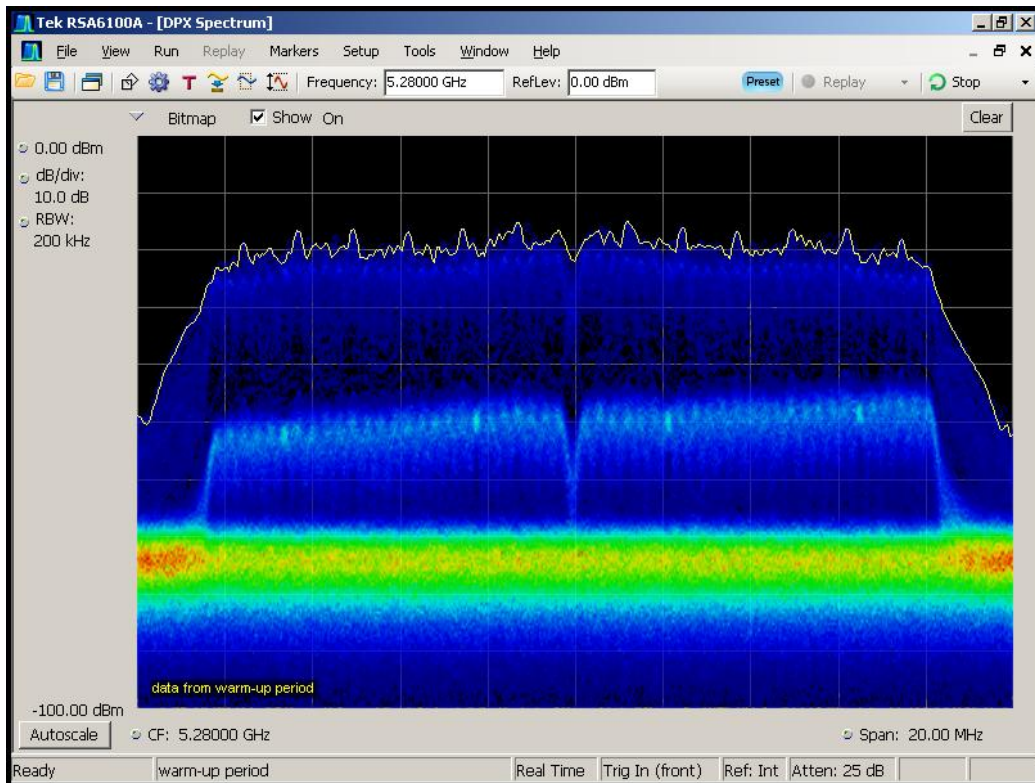 Tek RSA6100A - [DPX Spectrum]
File View Run Replay Markers Setup Tools Window Help
T Frequency: 5.28000 GHz RefLev: 0.00 dBm Preset Replay Stop
Bitmap Show On Clear
0.00 dBm
dB/div:
10.0 dB
RBW:
200 kHz
data from warm-up period
-100.00 dBm
Autoscale CF: 5.28000 GHz Span: 20.00 MHz
Ready warm-up period Real Time Trig In (front) Ref: Int Atten: 25 dB